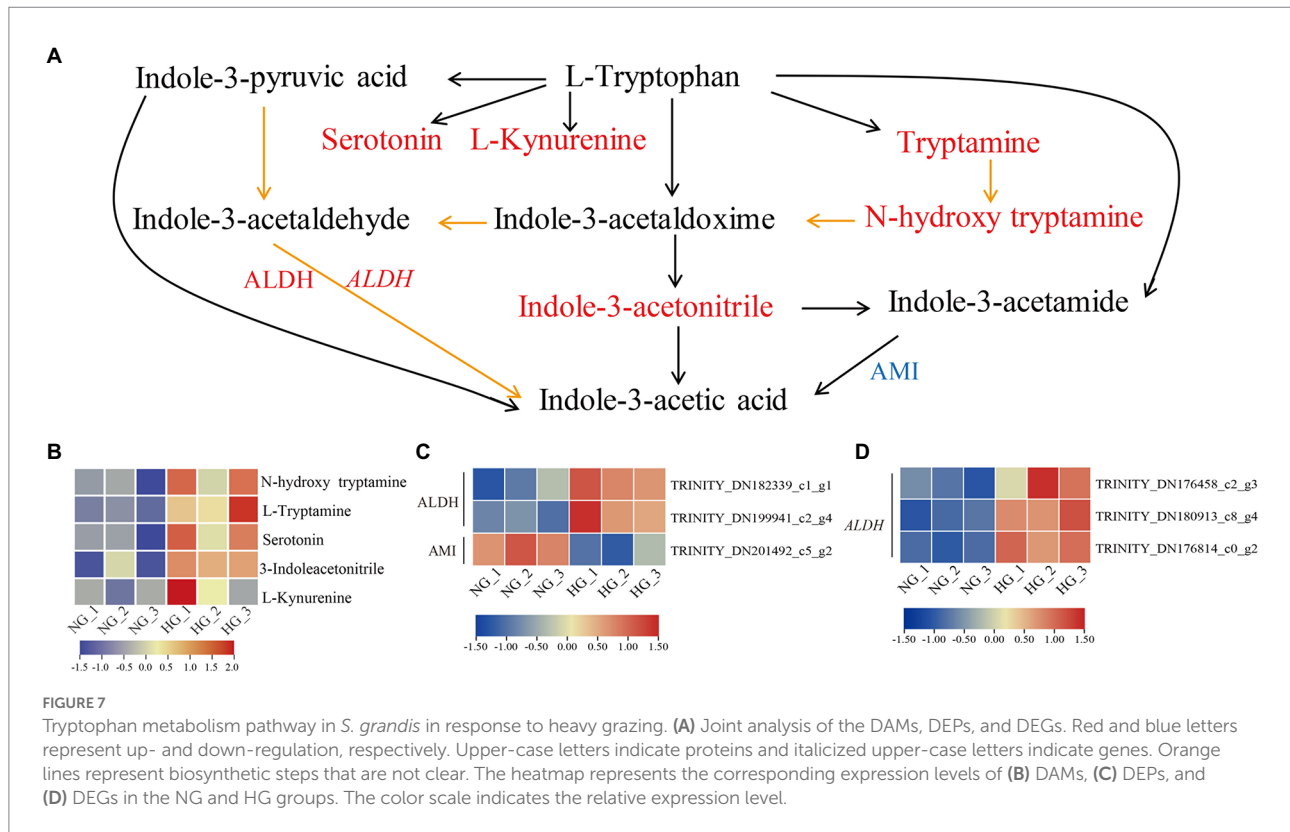 A
Indole-3-pyruvic acid
L-Tryptophan
Serotonin
L-Kynurenine
Tryptamine
Indole-3-acetaldehyde
Indole-3-acetaldoxime
N-hydroxy tryptamine
ALDH
ALDH
Indole-3-acetonitrile
Indole-3-acetamide
AMI
Indole-3-acetic acid
B
N-hydroxy tryptamine
L-Tryptamine
Serotonin
3-Indoleacetonitrile
L-Kynurenine
NG_1 NG_2 NG_3 HG_1 HG_2 HG_3
-1.5 -1.0 -0.5 0.0 0.5 1.0 1.5 2.0
C
ALDH
AMI
TRINITY_DN182339_c1_g1
TRINITY_DN199941_c2_g4
TRINITY_DN201492_c5_g2
NG_1 NG_2 NG_3 HG_1 HG_2 HG_3
-1.50 -1.00 -0.50 0.00 0.50 1.00 1.50
D
ALDH
TRINITY_DN176458_c2_g3
TRINITY_DN180913_c8_g4
TRINITY_DN176814_c0_g2
NG_1 NG_2 NG_3 HG_1 HG_2 HG_3
-1.50 -1.00 -0.50 0.00 0.50 1.00 1.50
FIGURE 7
Tryptophan metabolism pathway in S. grandis in response to heavy grazing. (A) Joint analysis of the DAMs, DEPs, and DEGs. Red and blue letters
represent up- and down-regulation, respectively. Upper-case letters indicate proteins and italicized upper-case letters indicate genes. Orange
lines represent biosynthetic steps that are not clear. The heatmap represents the corresponding expression levels of (B) DAMs, (C) DEPs, and
(D) DEGs in the NG and HG groups. The color scale indicates the relative expression level.